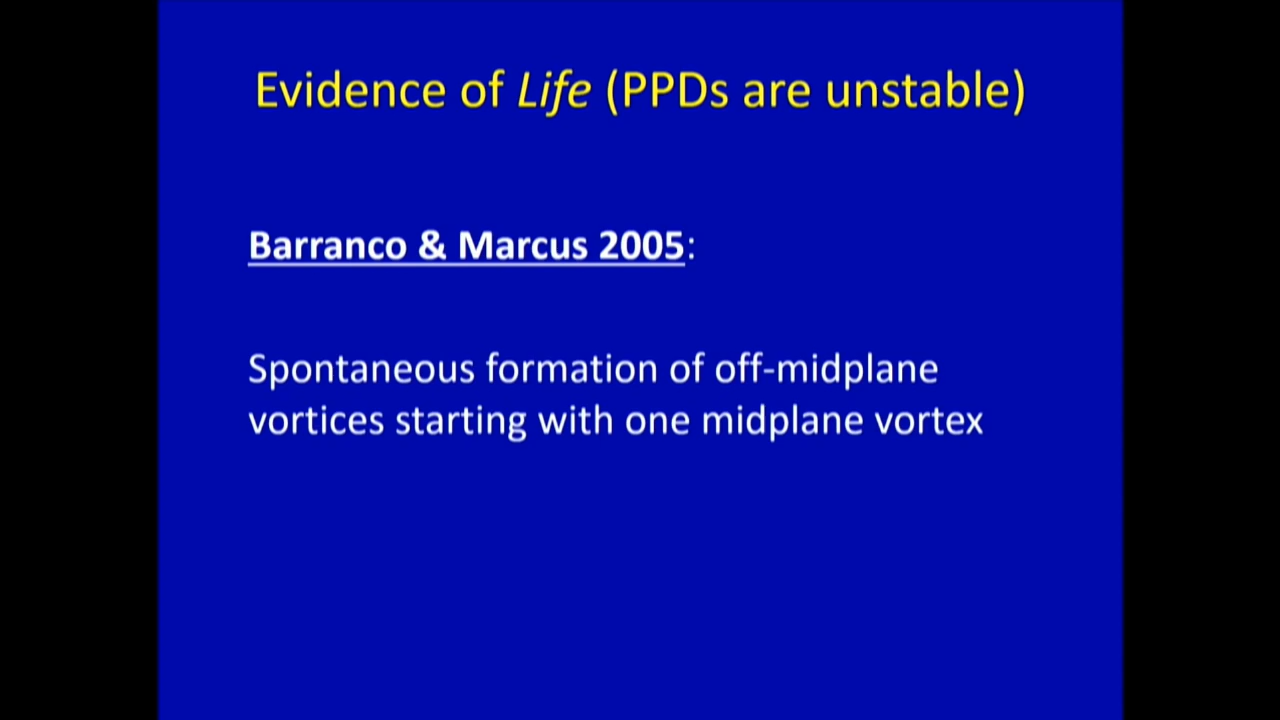 Evidence of Life (PPDs are unstable)
Barranco & Marcus 2005:
Spontaneous formation of off-midplane
vortices starting with one midplane vortex